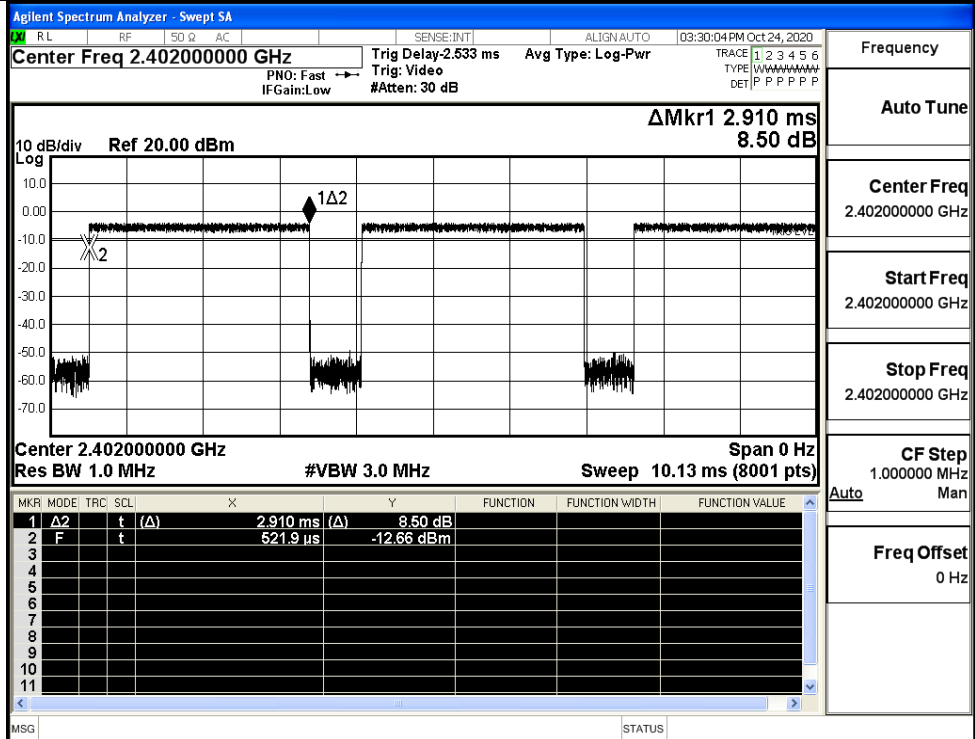 Agilent Spectrum Analyzer - Swept SA
LXI RL RF 50 Ω AC SENSE:INT ALIGN AUTO 03:30:04 PM Oct 24, 2020
Center Freq 2.402000000 GHz
PNO: Fast
IFGain:Low
Trig Delay-2.533 ms
Trig: Video
#Atten: 30 dB
Avg Type: Log-Pwr
TRACE 1 2 3 4 5 6
TYPE WWWWWW
DET P P P P P P
ΔMkr1 2.910 ms
8.50 dB
10 dB/div Ref 20.00 dBm
Log
10.0
0.00
-10.0
-20.0
-30.0
-40.0
-50.0
-60.0
-70.0
1Δ2
2
Center 2.402000000 GHz Span 0 Hz
Res BW 1.0 MHz #VBW 3.0 MHz Sweep 10.13 ms (8001 pts)
MKR MODE TRC SCL X Y FUNCTION FUNCTION WIDTH FUNCTION VALUE
1 Δ2 t (Δ) 2.910 ms (Δ) 8.50 dB
2 F t 521.9 µs -12.66 dBm
3
4
5
6
7
8
9
10
11
MSG STATUS
Frequency
Auto Tune
Center Freq
2.402000000 GHz
Start Freq
2.402000000 GHz
Stop Freq
2.402000000 GHz
CF Step
1.000000 MHz
Auto Man
Freq Offset
0 Hz